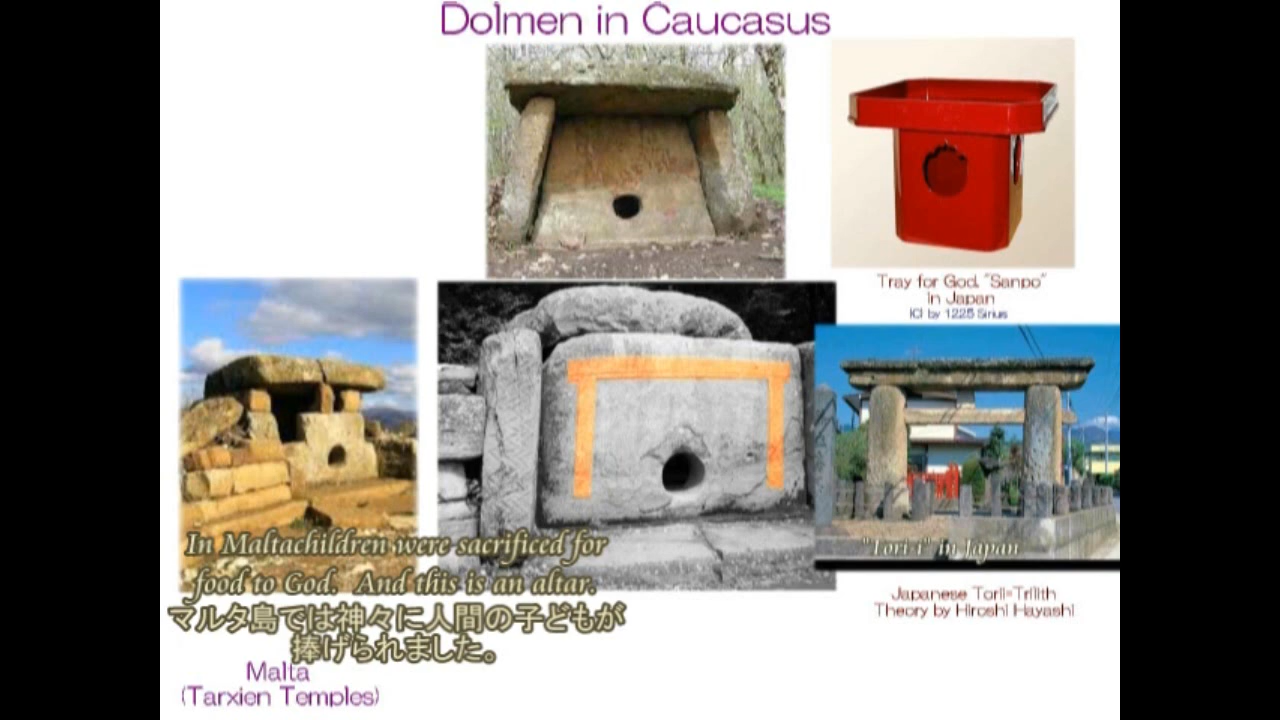 Dolmen in Caucasus
Tray for God. "Sanpo"
in Japan
(C) by 1225 Sirius
"Tori-i" in Japan
Japanese Torii=Trilith
Theory by Hiroshi Hayashi
In Maltachildren were sacrificed for
food to God. And this is an altar.
マルタ島では神々に人間の子どもが
捧げられました。
Malta
(Tarxien Temples)